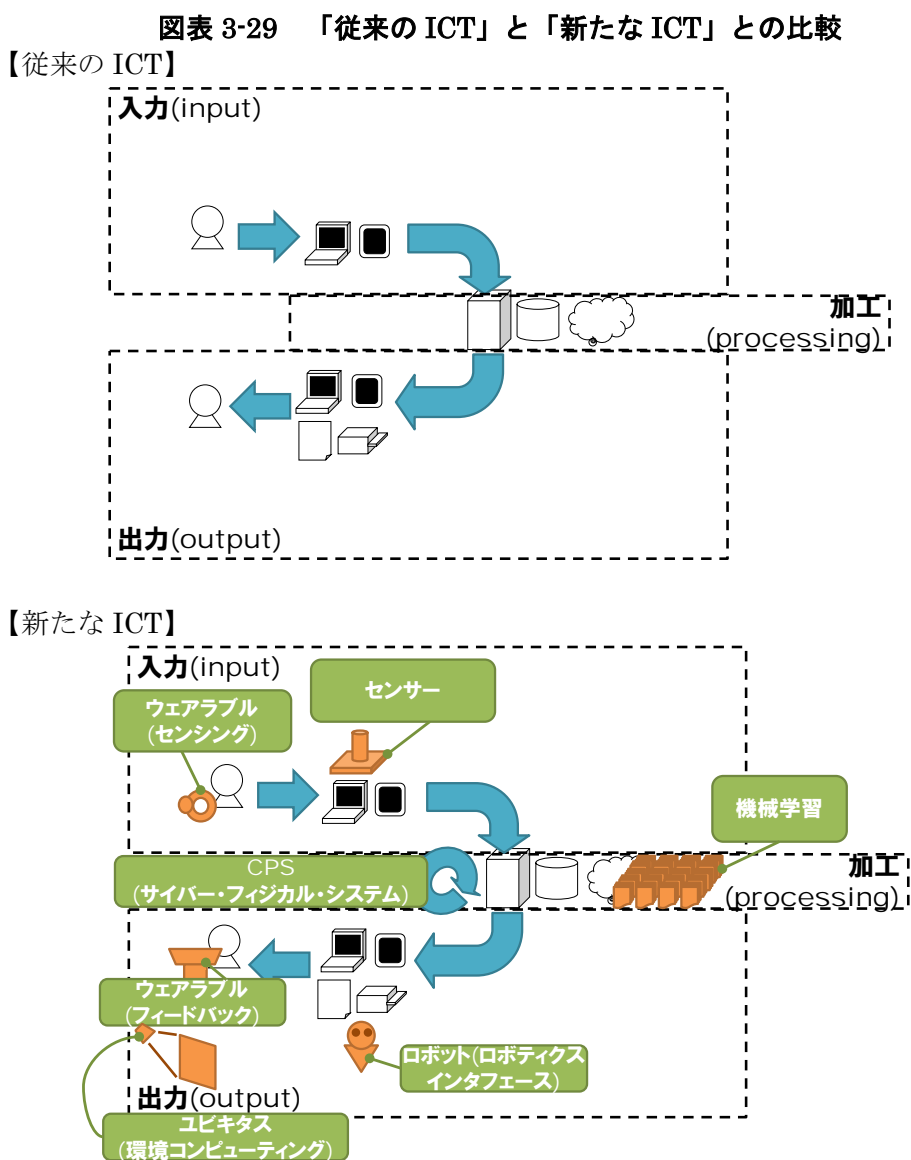 図表 3-29 「従来の ICT」と「新たな ICT」との比較
【従来の ICT】
入力(input)
加工
(processing)
出力(output)
【新たな ICT】
入力(input)
センサー
ウェアラブル
(センシング)
機械学習
CPS
(サイバー・フィジカル・システム)
加工
(processing)
ウェアラブル
(フィードバック)
ロボット(ロボティクス
インタフェース)
出力(output)
ユビキタス
(環境コンピューティング)